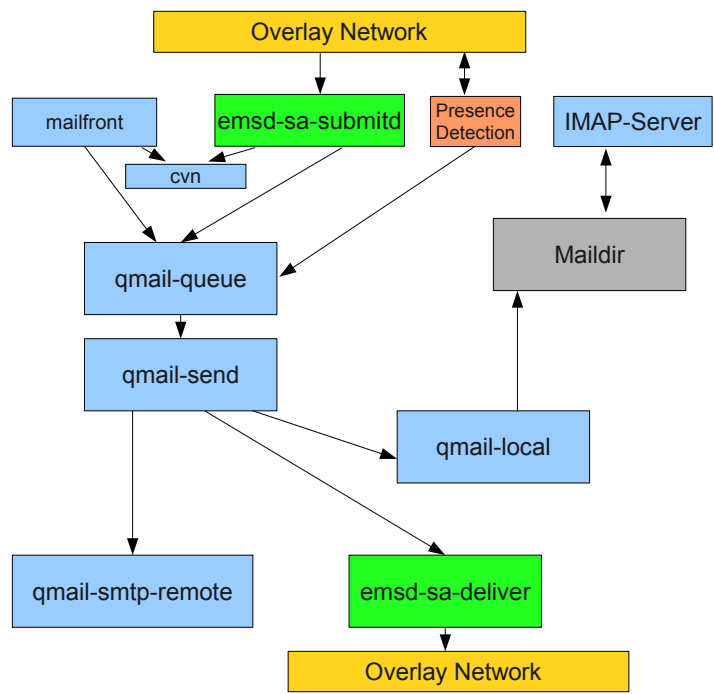 Overlay Network
mailfront
emsd-sa-submitd
Presence
Detection
IMAP-Server
cvn
qmail-queue
Maildir
qmail-send
qmail-local
qmail-smtp-remote
emsd-sa-deliver
Overlay Network